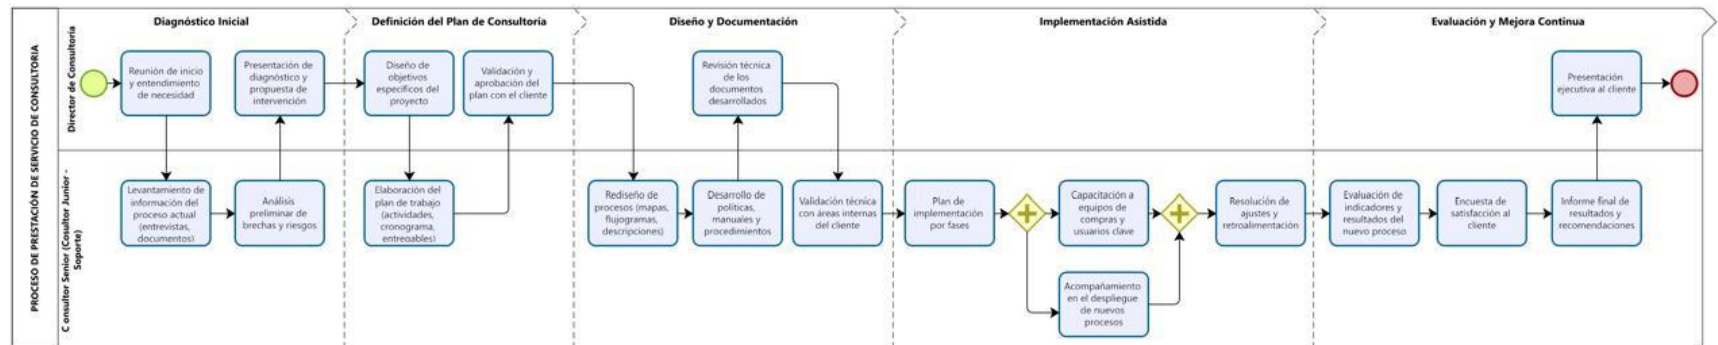 PROCESO DE PRESTACIÓN DE SERVICIO DE CONSULTORIA
Director de Consultoría
C onsultor Senior (Cosultor Junior -
Soporte)
Diagnóstico Inicial
Definición del Plan de Consultoría
Diseño y Documentación
Implementación Asistida
Evaluación y Mejora Continua
Reunión de inicio
y entendimiento
de necesidad
Presentación de
diagnóstico y
propuesta de
intervención
Diseño de
objetivos
específicos del
proyecto
Validación y
aprobación del
plan con el cliente
Revisión técnica
de los
documentos
desarrollados
Presentación
ejecutiva al cliente
Levantamiento de
información del
proceso actual
(entrevistas,
documentos)
Análisis
preliminar de
brechas y riesgos
Elaboración del
plan de trabajo
(actividades,
cronograma,
entregables)
Rediseño de
procesos (mapas,
flujogramas,
descripciones)
Desarrollo de
políticas,
manuales y
procedimientos
Validación técnica
con áreas internas
del cliente
Plan de
implementación
por fases
Capacitación a
equipos de
compras y
usuarios clave
Acompañamiento
en el despliegue
de nuevos
procesos
Resolución de
ajustes y
retroalimentación
Evaluación de
indicadores y
resultados del
nuevo proceso
Encuesta de
satisfacción al
cliente
Informe final de
resultados y
recomendaciones